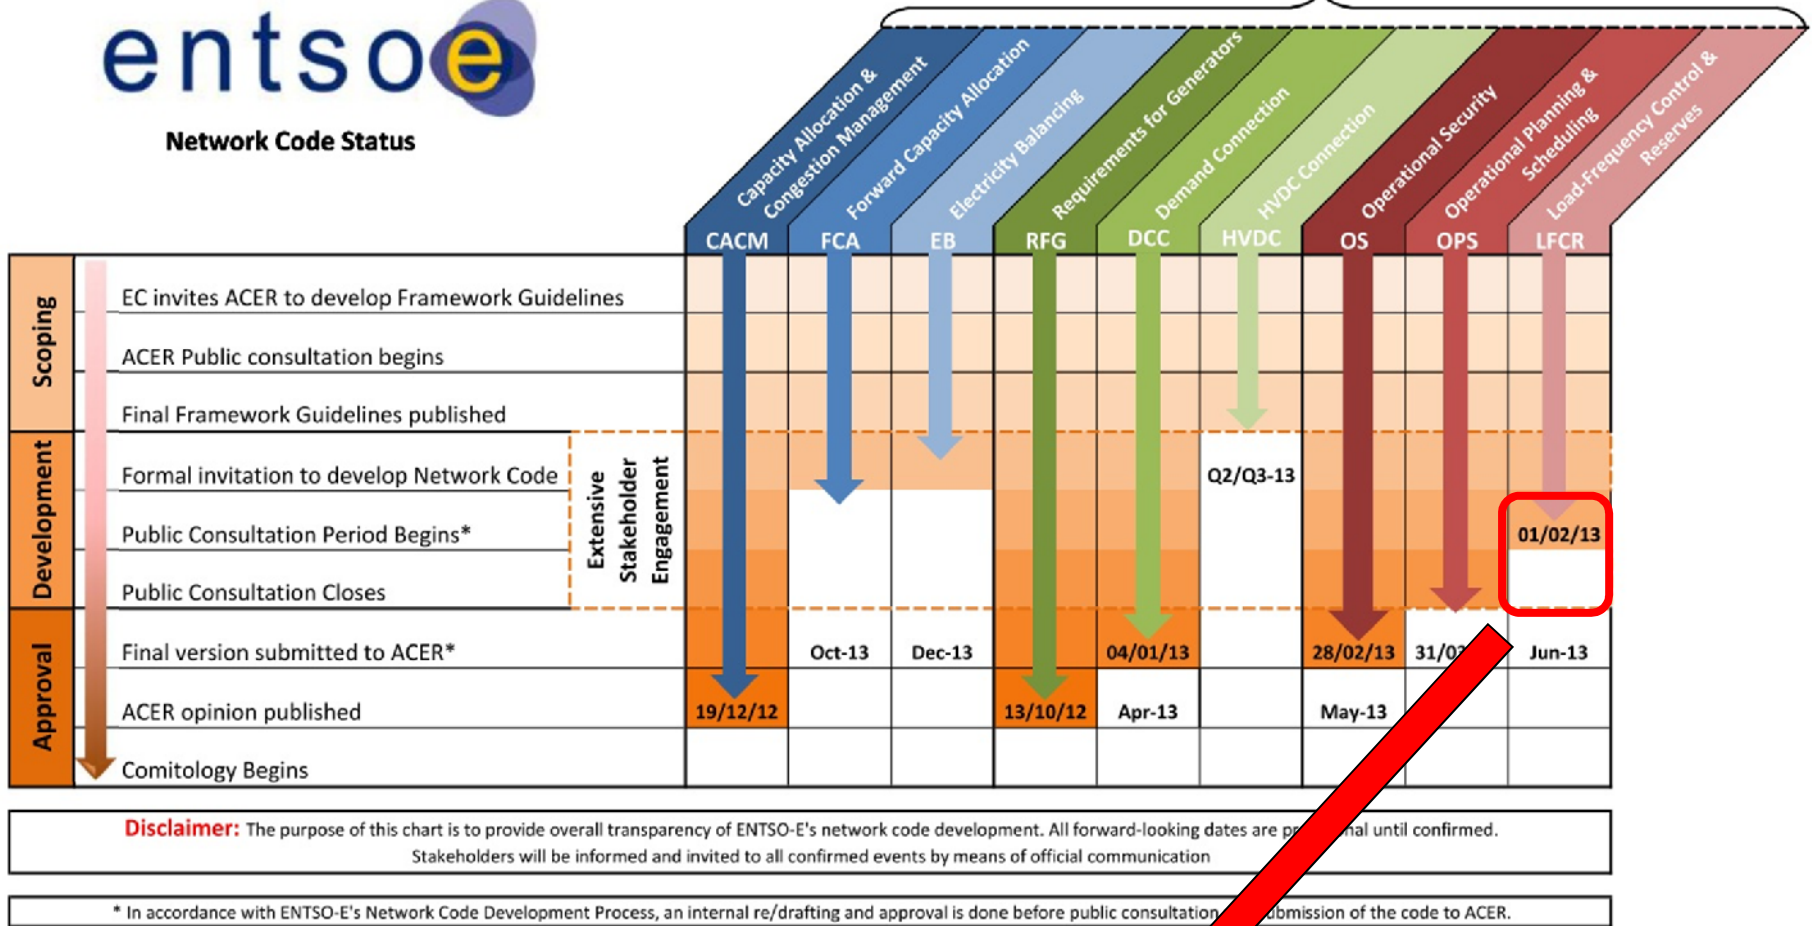 entsoe
Network Code Status
Capacity Allocation &
Congestion Management
Forward Capacity Allocation
Electricity Balancing
Requirements for Generators
Demand Connection
HVDC Connection
Operational Security
Operational Planning &
Scheduling
Load-Frequency Control &
Reserves
CACM FCA EB RFG DCC HVDC OS OPS LFCR
Scoping
EC invites ACER to develop Framework Guidelines
ACER Public consultation begins
Final Framework Guidelines published
Development
Formal invitation to develop Network Code Q2/Q3-13
Public Consultation Period Begins* 01/02/13
Public Consultation Closes
Extensive
Stakeholder
Engagement
Approval
Final version submitted to ACER* Oct-13 Dec-13 04/01/13 28/02/13 Jun-13
ACER opinion published 19/12/12 13/10/12 Apr-13 May-13
Comitology Begins
Disclaimer: The purpose of this chart is to provide overall transparency of ENTSO-E's network code development. All forward-looking dates are until confirmed.
Stakeholders will be informed and invited to all confirmed events by means of official communication
* In accordance with ENTSO-E's Network Code Development Process, an internal re/drafting and approval is done before public consultation of the code to ACER.